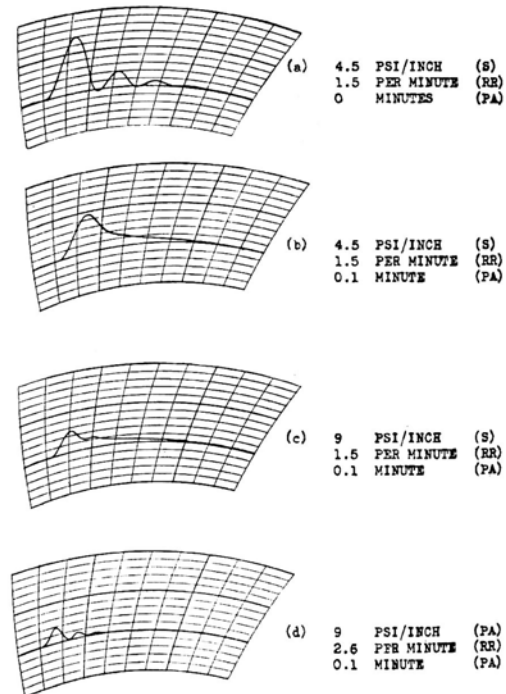 (a) 4.5 PSI/INCH (S)
1.5 PER MINUTE (RR)
0 MINUTES (PA)
(b) 4.5 PSI/INCH (S)
1.5 PER MINUTE (RR)
0.1 MINUTE (PA)
(c) 9 PSI/INCH (S)
1.5 PER MINUTE (RR)
0.1 MINUTE (PA)
(d) 9 PSI/INCH (PA)
2.6 PER MINUTE (RR)
0.1 MINUTE (PA)